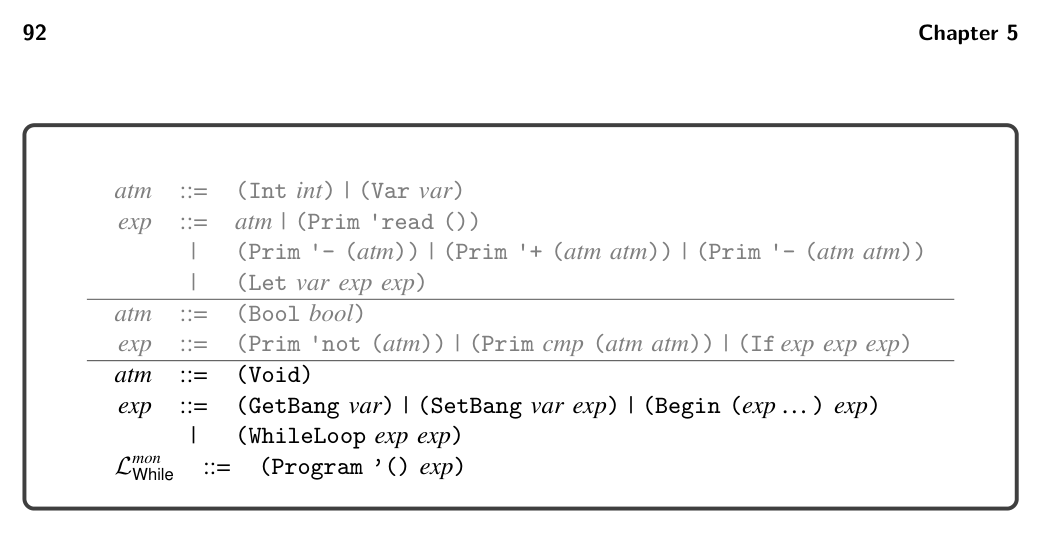 92 Chapter 5
atm ::= (Int int) | (Var var)
exp ::= atm | (Prim 'read ())
| (Prim '- (atm)) | (Prim '+ (atm atm)) | (Prim '- (atm atm))
| (Let var exp exp)
atm ::= (Bool bool)
exp ::= (Prim 'not (atm)) | (Prim cmp (atm atm)) | (If exp exp exp)
atm ::= (Void)
exp ::= (GetBang var) | (SetBang var exp) | (Begin (exp ...) exp)
| (WhileLoop exp exp)
ℒ mon While ::= (Program ’() exp)